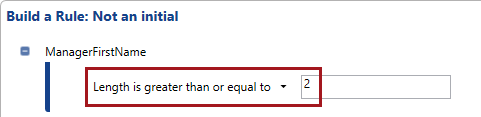 Build a Rule: Not an initial
ManagerFirstName
Length is greater than or equal to 2